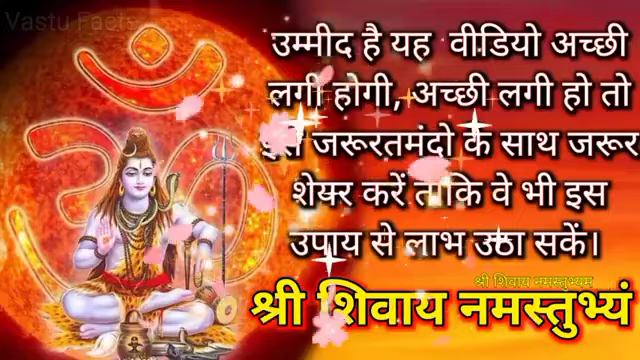 Vastu Facts
उम्मीद है यह वीडियो अच्छी
लगी होगी, अच्छी लगी हो तो
इसे जरूरतमंदो के साथ जरूर
शेयर करें ताकि वे भी इस
उपाय से लाभ उठा सकें।
श्री शिवाय नमस्तुभ्यम
श्री शिवाय नमस्तुभ्यं